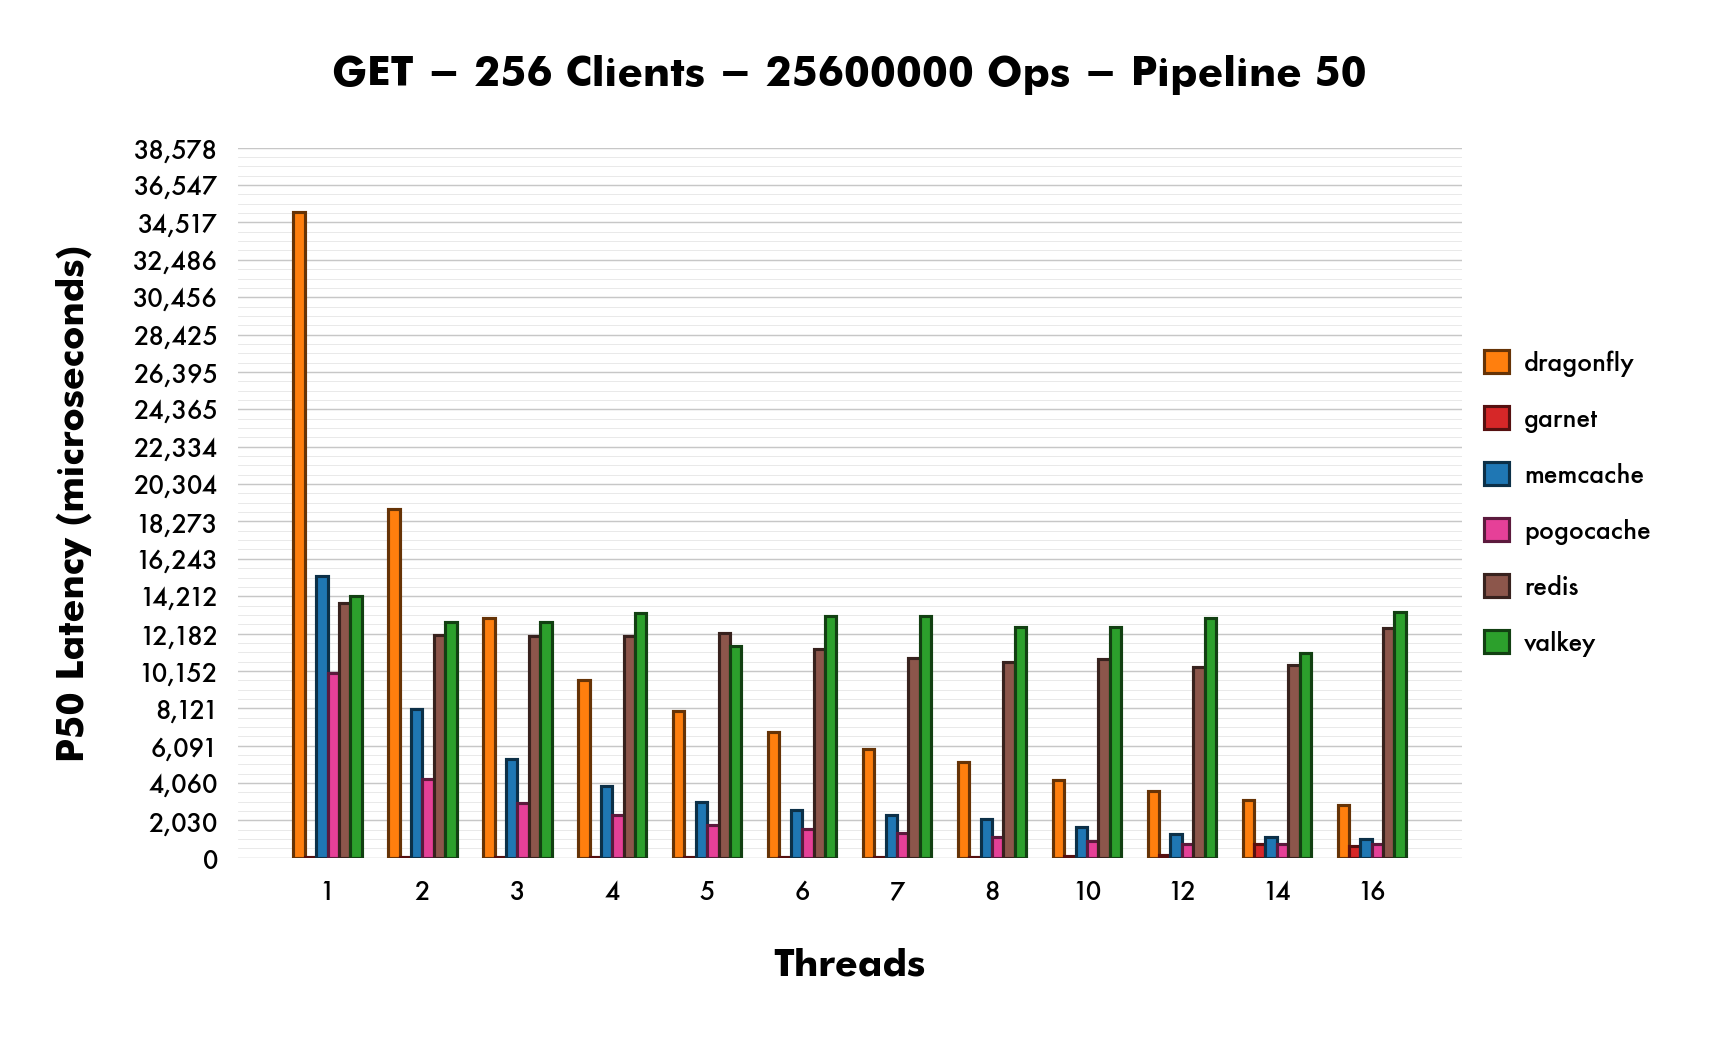 GET – 256 Clients – 25600000 Ops – Pipeline 50
38,578
36,547
34,517
32,486
30,456
28,425
26,395
24,365
22,334
20,304
18,273
16,243
14,212
12,182
10,152
8,121
6,091
4,060
2,030
0
P50 Latency (microseconds)
1 2 3 4 5 6 7 8 10 12 14 16
Threads
dragonfly
garnet
memcache
pogocache
redis
valkey